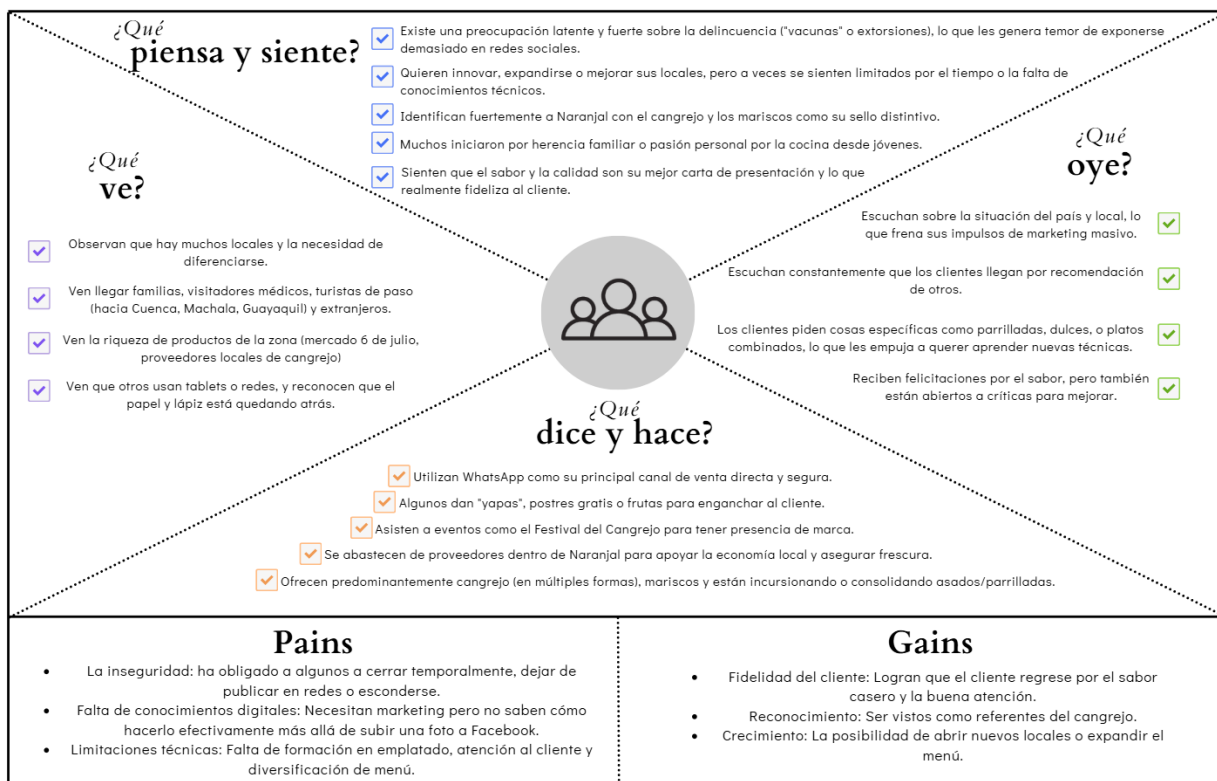 ¿Qué
piensa y siente?
Existe una preocupación latente y fuerte sobre la delincuencia ("vacunas" o extorsiones), lo que les genera temor de exponerse
demasiado en redes sociales.
Quieren innovar, expandirse o mejorar sus locales, pero a veces se sienten limitados por el tiempo o la falta de
conocimientos técnicos.
Identifican fuertemente a Naranjal con el cangrejo y los mariscos como su sello distintivo.
Muchos iniciaron por herencia familiar o pasión personal por la cocina desde jóvenes.
Sienten que el sabor y la calidad son su mejor carta de presentación y lo que
realmente fideliza al cliente.
¿Qué
ve?
Observan que hay muchos locales y la necesidad de
diferenciarse.
Ven llegar familias, visitadores médicos, turistas de paso
(hacia Cuenca, Machala, Guayaquil) y extranjeros.
Ven la riqueza de productos de la zona (mercado 6 de julio,
proveedores locales de cangrejo)
Ven que otros usan tablets o redes, y reconocen que el
papel y lápiz está quedando atrás.
¿Qué
oye?
Escuchan sobre la situación del país y local, lo
que frena sus impulsos de marketing masivo.
Escuchan constantemente que los clientes llegan por recomendación
de otros.
Los clientes piden cosas específicas como parrilladas, dulces, o platos
combinados, lo que les empuja a querer aprender nuevas técnicas.
Reciben felicitaciones por el sabor, pero también
están abiertos a críticas para mejorar.
¿Qué
dice y hace?
Utilizan WhatsApp como su principal canal de venta directa y segura.
Algunos dan "yapas", postres gratis o frutas para enganchar al cliente.
Asisten a eventos como el Festival del Cangrejo para tener presencia de marca.
Se abastecen de proveedores dentro de Naranjal para apoyar la economía local y asegurar frescura.
Ofrecen predominantemente cangrejo (en múltiples formas), mariscos y están incursionando o consolidando asados/parrilladas.
Pains
• La inseguridad: ha obligado a algunos a cerrar temporalmente, dejar de
publicar en redes o esconderse.
• Falta de conocimientos digitales: Necesitan marketing pero no saben cómo
hacerlo efectivamente más allá de subir una foto a Facebook.
• Limitaciones técnicas: Falta de formación en emplatado, atención al cliente y
diversificación de menú.
Gains
• Fidelidad del cliente: Logran que el cliente regrese por el sabor
casero y la buena atención.
• Reconocimiento: Ser vistos como referentes del cangrejo.
• Crecimiento: La posibilidad de abrir nuevos locales o expandir el
menú.